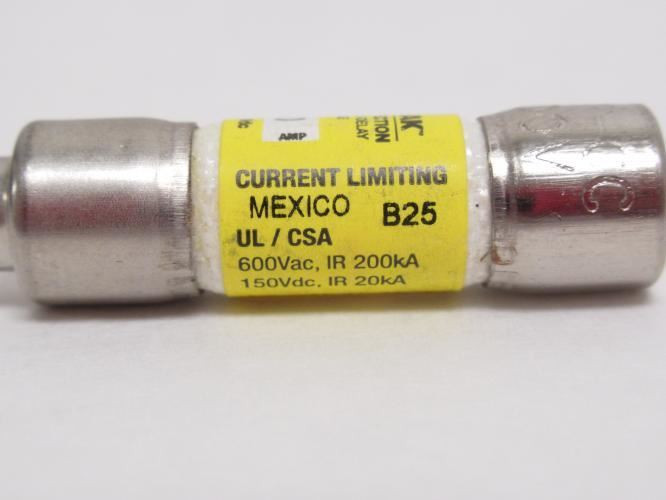 AMP
CURRENT LIMITING
MEXICO B25
UL / CSA
600Vac, IR 200kA
150Vdc, IR 20kA